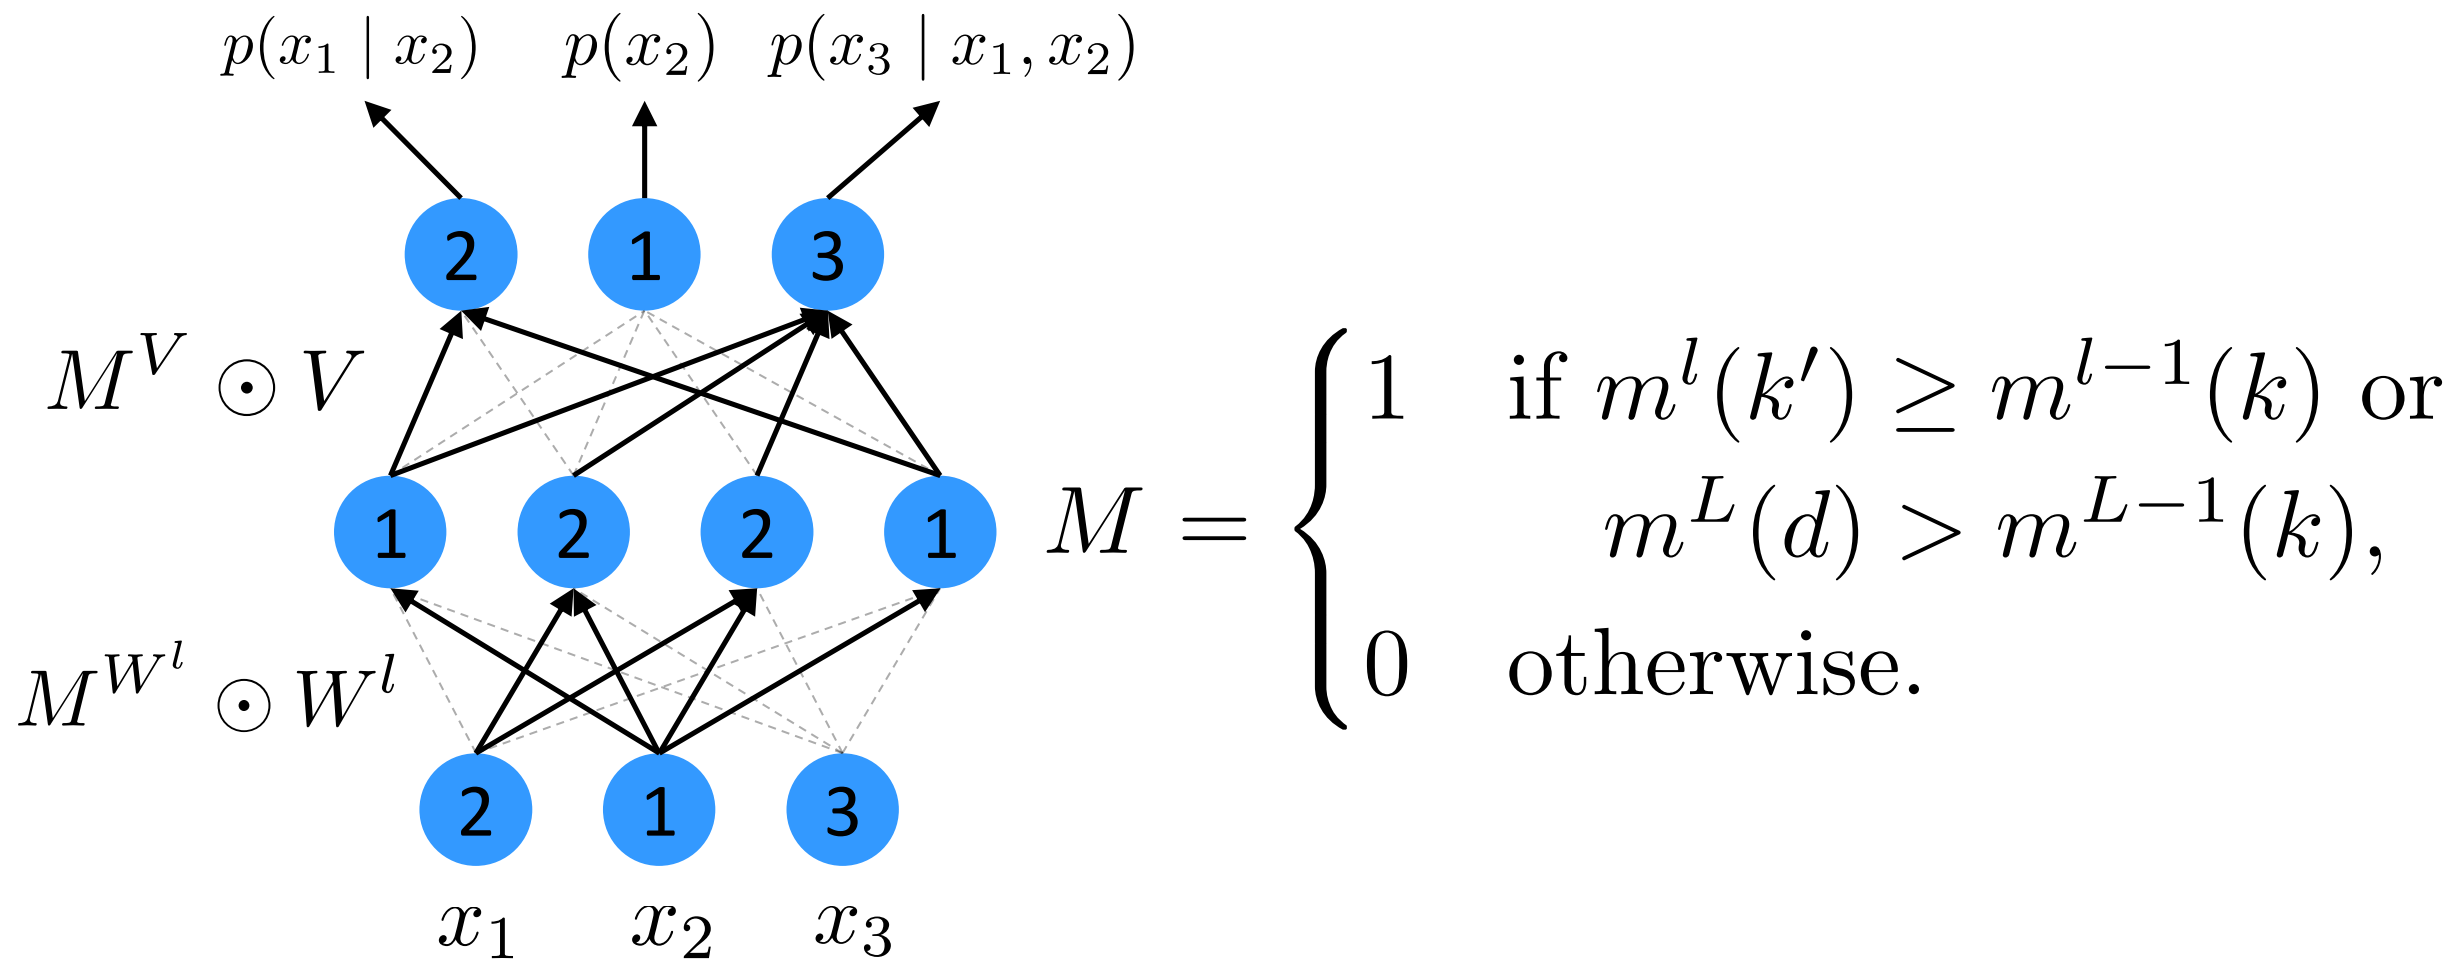 p(x₁ | x₂) p(x₂) p(x₃ | x₁, x₂)
2 1 3
Mⱽ ⊙ V
1 2 2 1
M^{W^l} ⊙ W^l
2 1 3
x₁ x₂ x₃
M = { 1 if m^l(k′) ≥ m^{l−1}(k) or
m^L(d) > m^{L−1}(k),
0 otherwise.